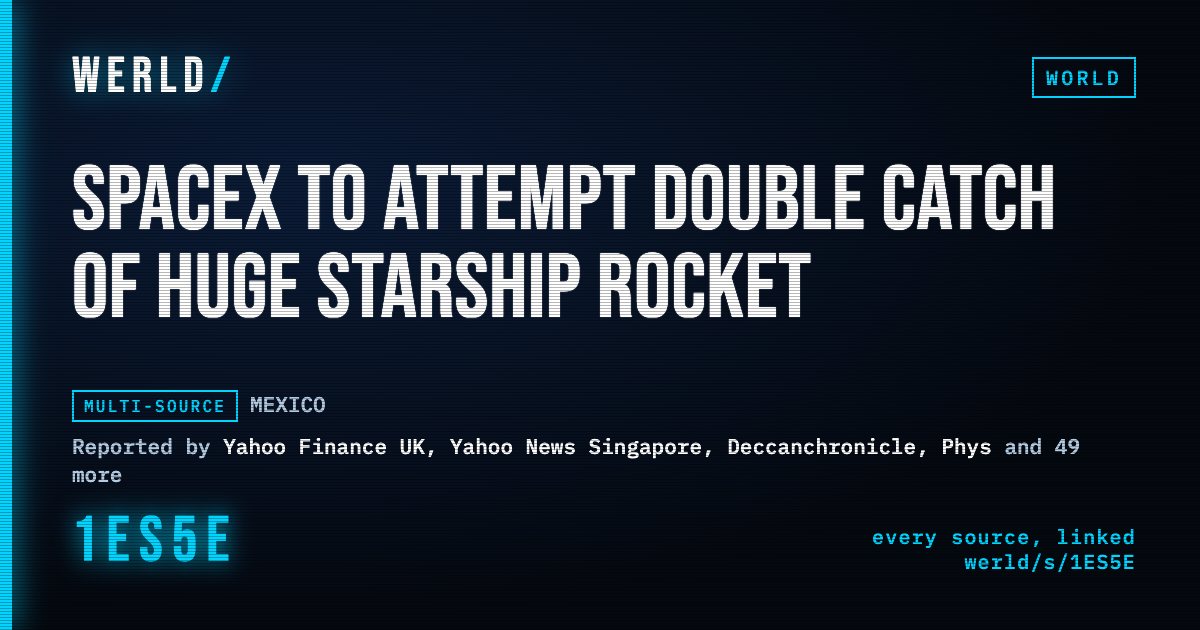 WERLD/
WORLD
SPACEX TO ATTEMPT DOUBLE CATCH
OF HUGE STARSHIP ROCKET
MULTI-SOURCE MEXICO
Reported by Yahoo Finance UK, Yahoo News Singapore, Deccanchronicle, Phys and 49
more
1ES5E
every source, linked
werld/s/1ES5E